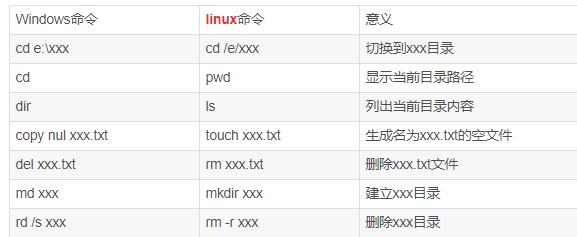 Windows命令 linux命令 意义
cd e:\xxx cd /e/xxx 切换到xxx目录
cd pwd 显示当前目录路径
dir ls 列出当前目录内容
copy nul xxx.txt touch xxx.txt 生成名为xxx.txt的空文件
del xxx.txt rm xxx.txt 删除xxx.txt文件
md xxx mkdir xxx 建立xxx目录
rd /s xxx rm -r xxx 删除xxx目录